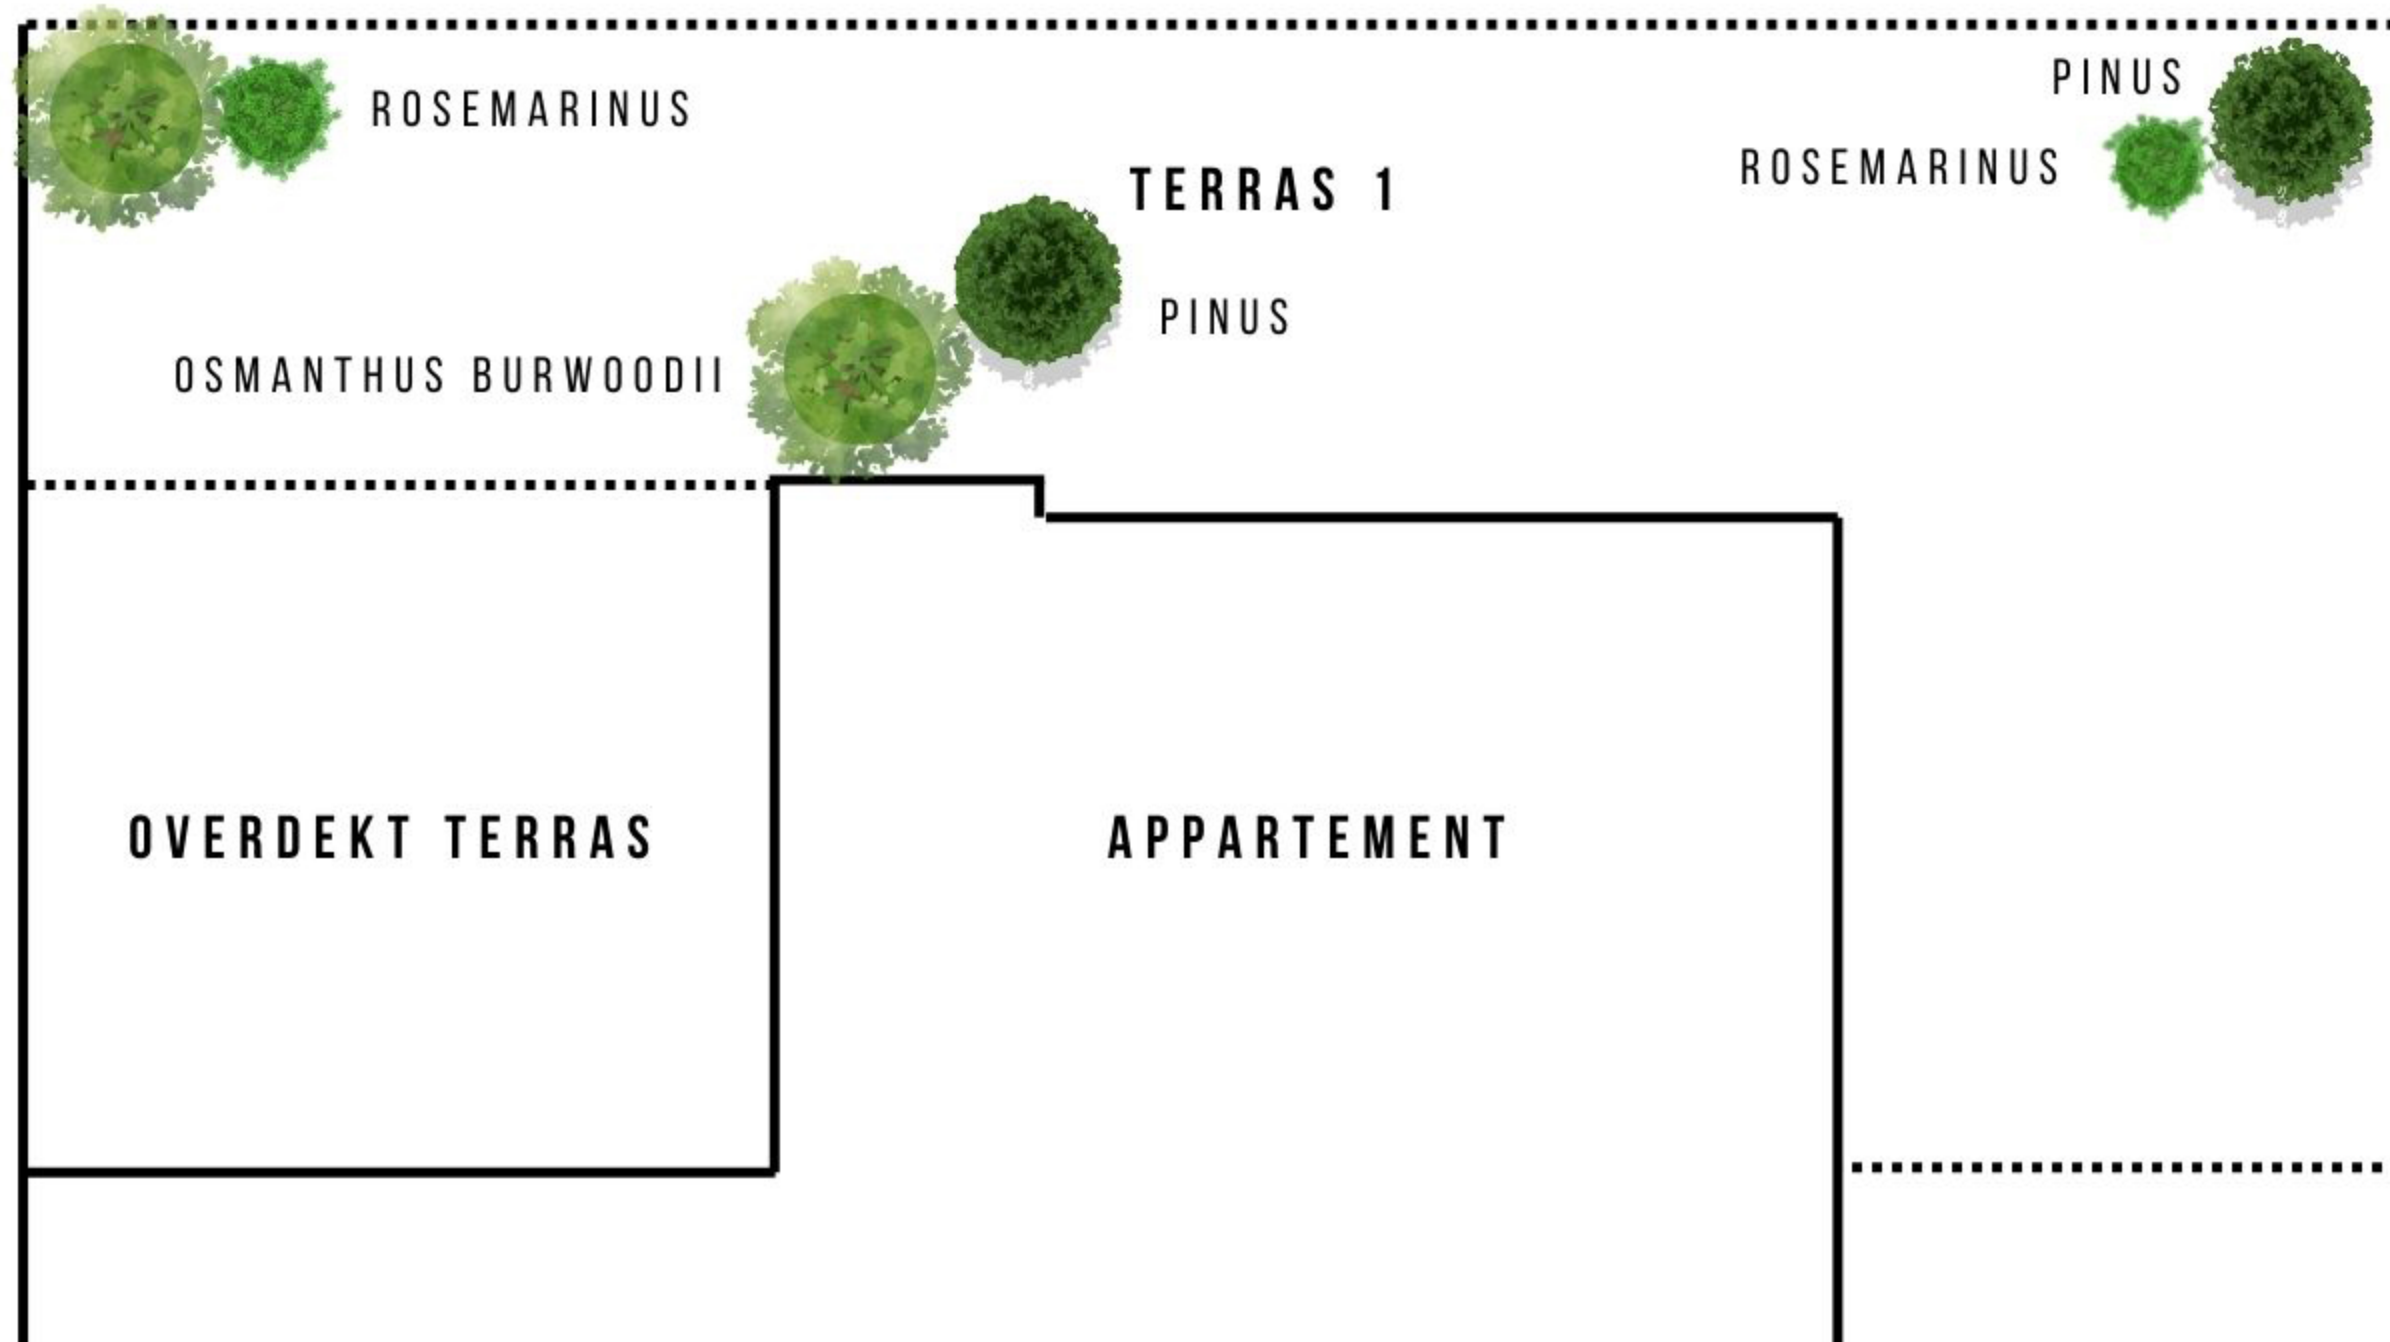 PINUS
ROSEMARINUS
ROSEMARINUS
TERRAS 1
PINUS
OSMANTHUS BURWOODII
OVERDEKT TERRAS
APPARTEMENT